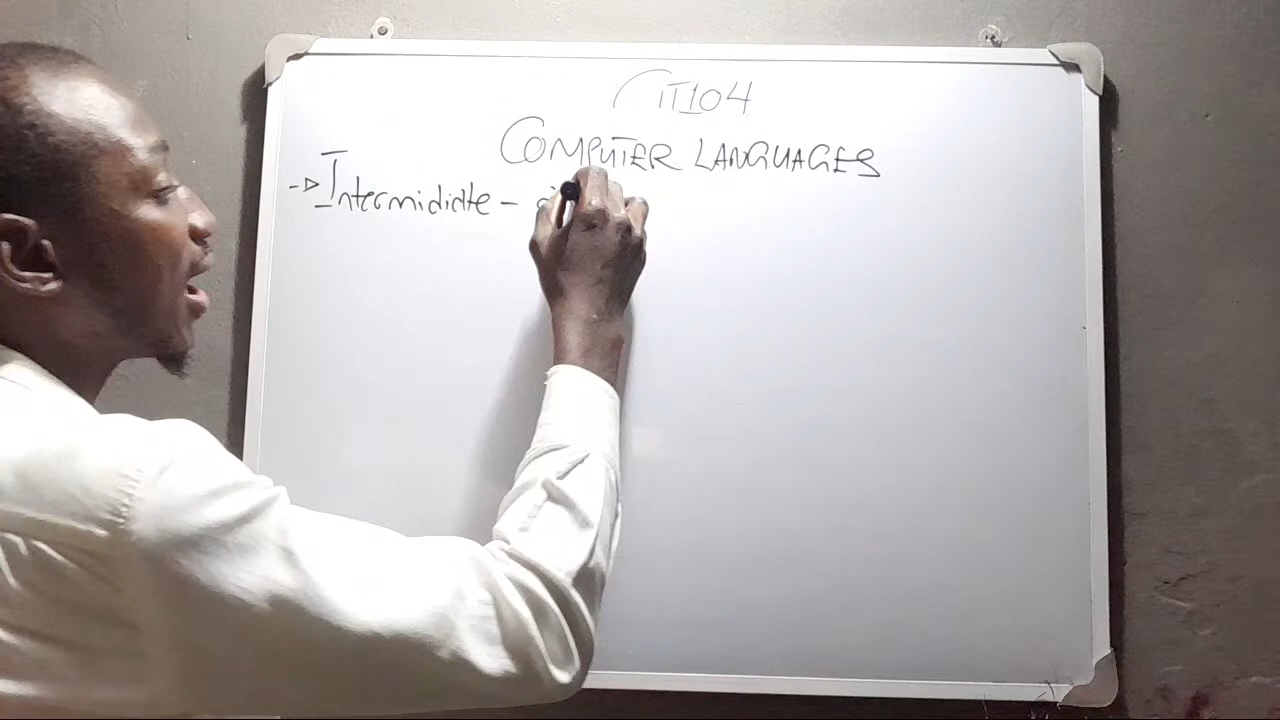 CIT104
COMPUTER LANGUAGES
-> Intermidiate -